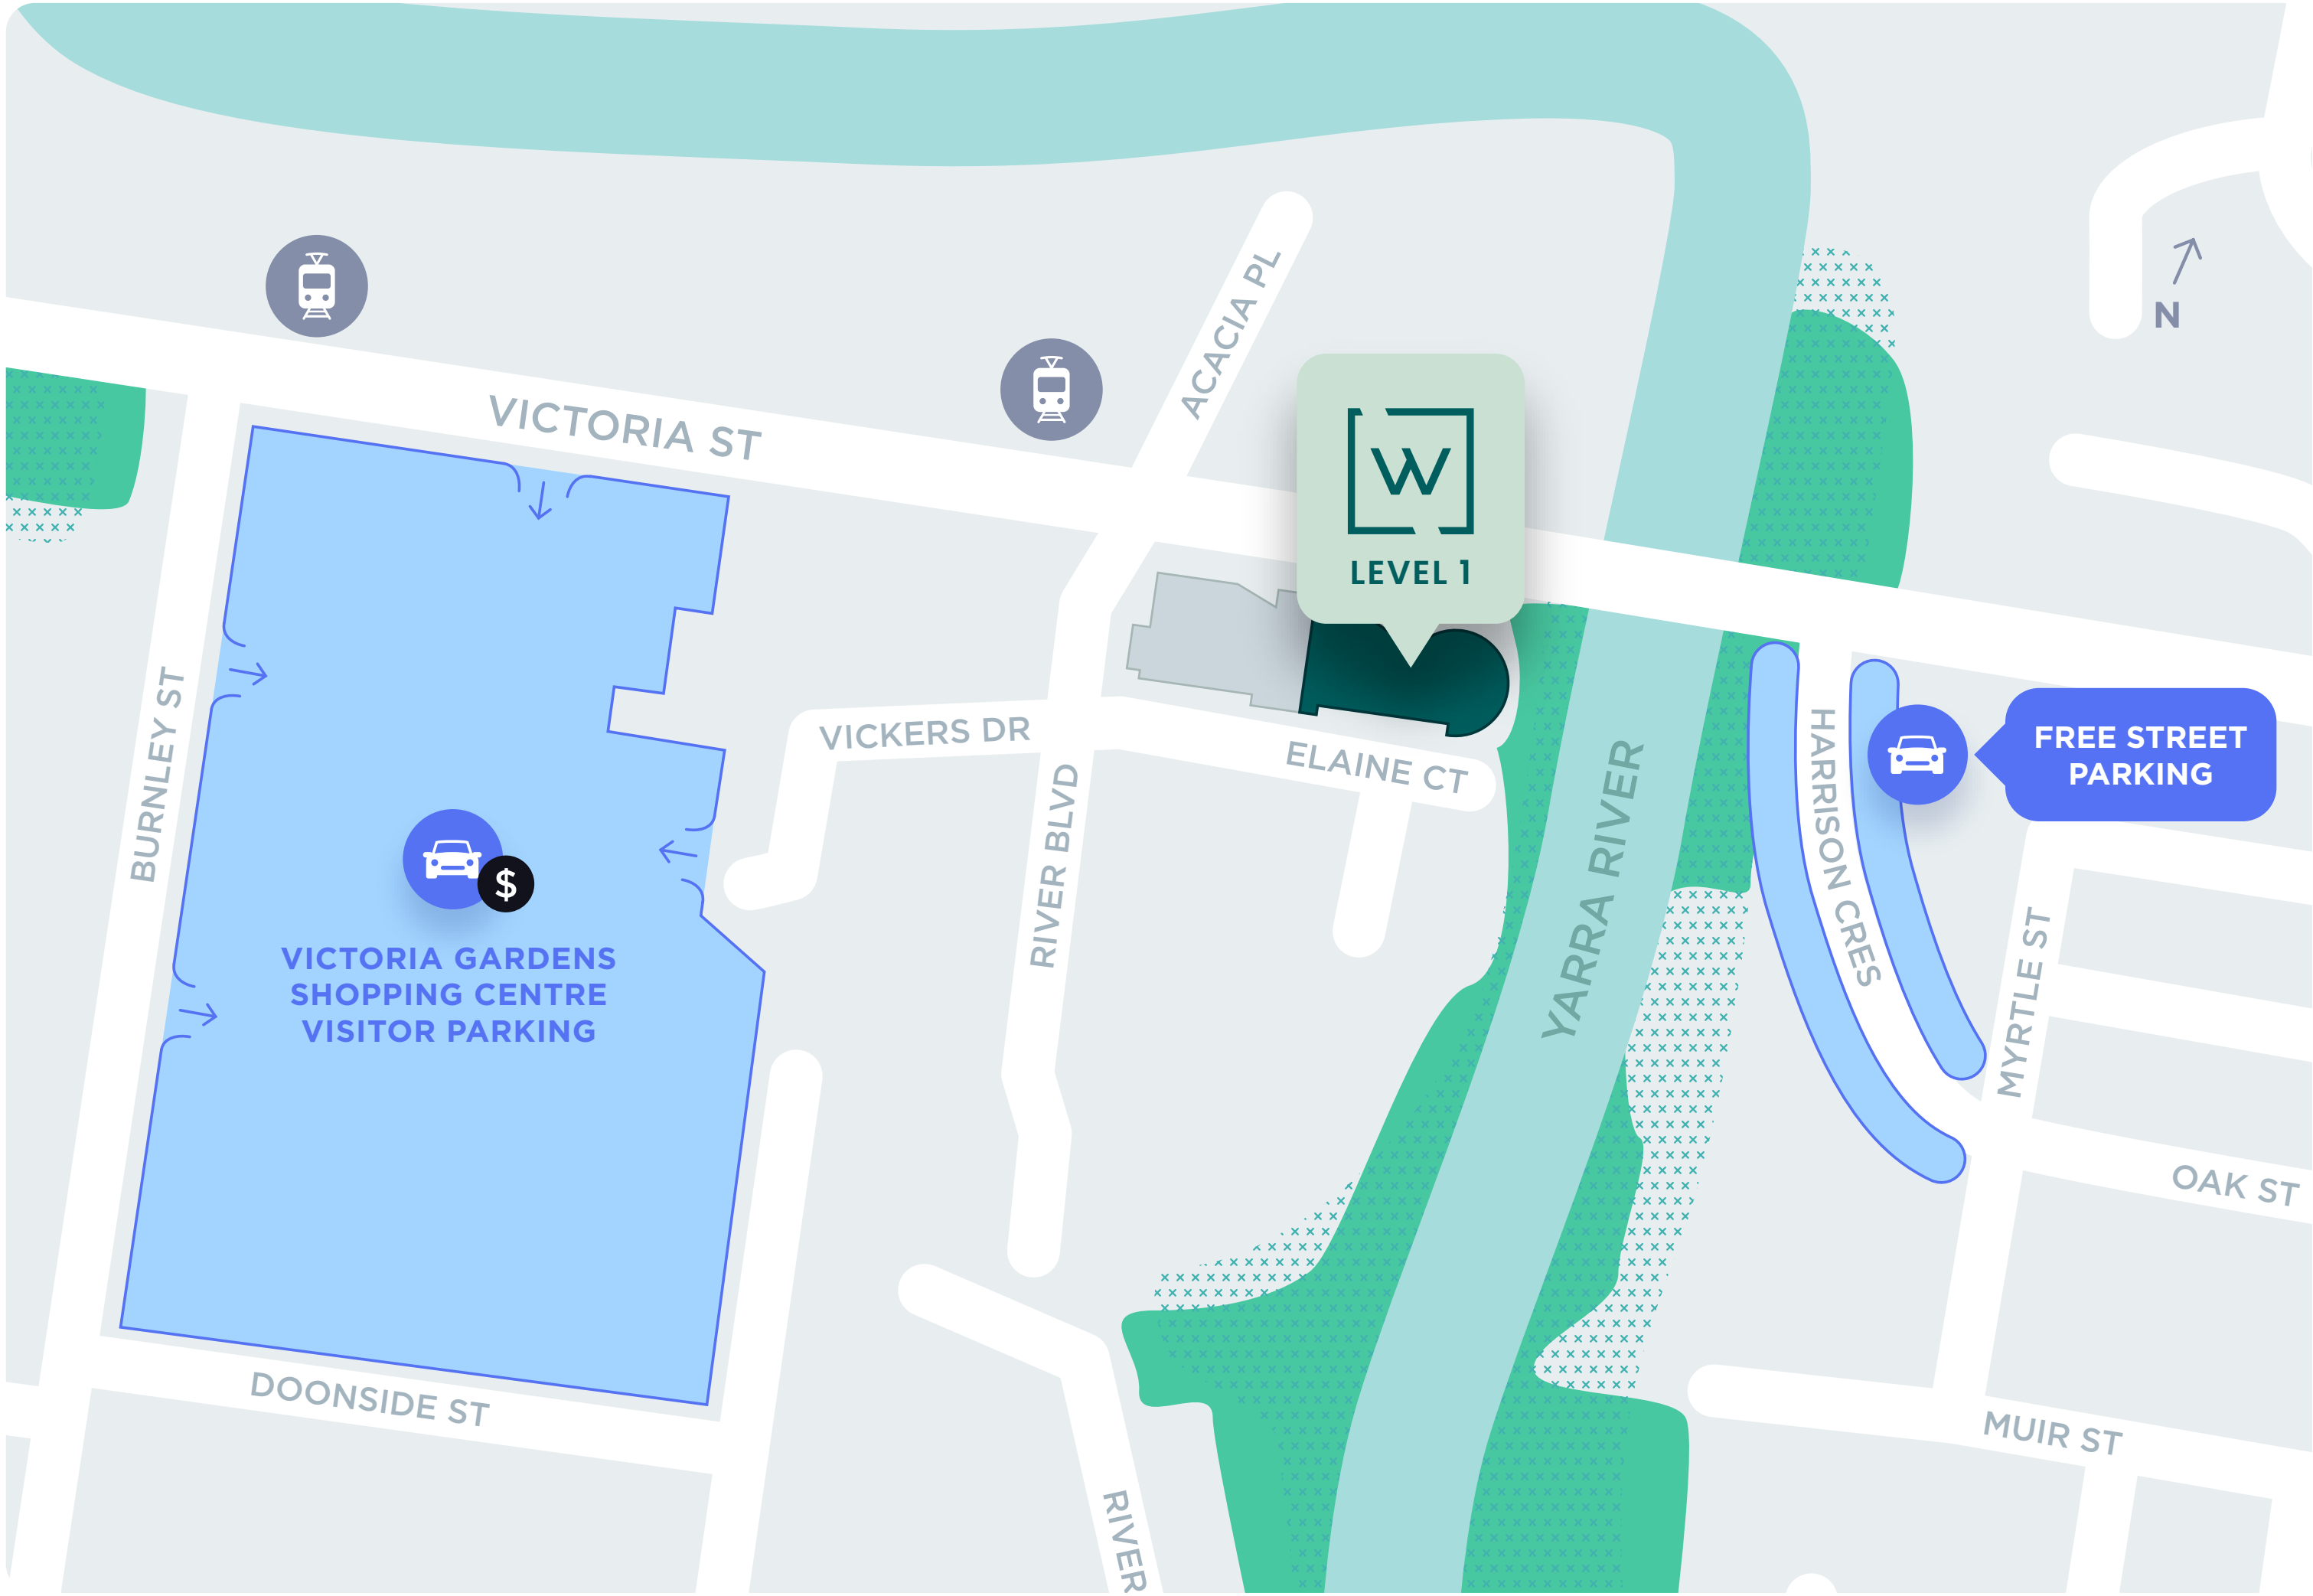 ACACIA PL
N
VICTORIA ST
W
LEVEL 1
BURNLEY ST
VICKERS DR
ELAINE CT
RIVER BLVD
YARRA RIVER
HARRISON CRES
FREE STREET
PARKING
$
VICTORIA GARDENS
SHOPPING CENTRE
VISITOR PARKING
MYRTLE ST
OAK ST
DOONSIDE ST
MUIR ST
RIVER